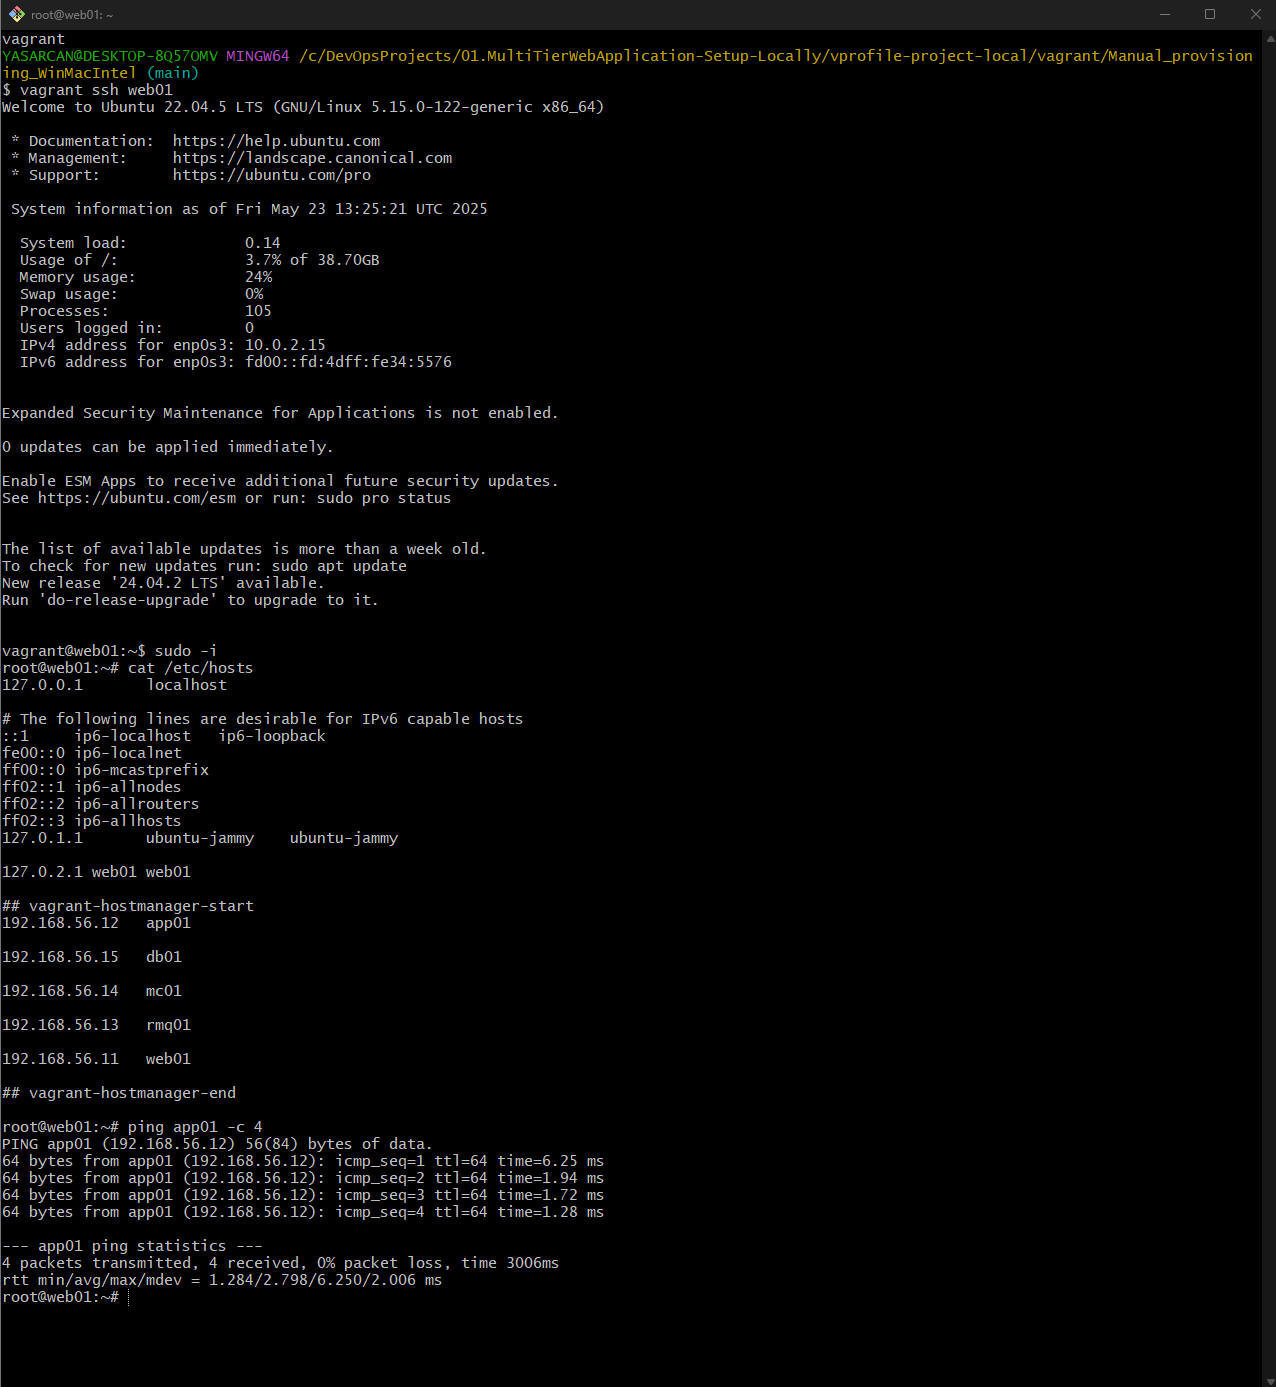 root@web01: ~
vagrant
YASARCAN@DESKTOP-8Q57OMV MINGW64 /c/DevOpsProjects/01.MultiTierWebApplication-Setup-Locally/vprofile-project-local/vagrant/Manual_provision
ing_WinMacIntel (main)
$ vagrant ssh web01
Welcome to Ubuntu 22.04.5 LTS (GNU/Linux 5.15.0-122-generic x86_64)
* Documentation:  https://help.ubuntu.com
* Management:     https://landscape.canonical.com
* Support:        https://ubuntu.com/pro
System information as of Fri May 23 13:25:21 UTC 2025
System load:             0.14
Usage of /:              3.7% of 38.70GB
Memory usage:            24%
Swap usage:              0%
Processes:               105
Users logged in:         0
IPv4 address for enp0s3: 10.0.2.15
IPv6 address for enp0s3: fd00::fd:4dff:fe34:5576
Expanded Security Maintenance for Applications is not enabled.
0 updates can be applied immediately.
Enable ESM Apps to receive additional future security updates.
See https://ubuntu.com/esm or run: sudo pro status
The list of available updates is more than a week old.
To check for new updates run: sudo apt update
New release '24.04.2 LTS' available.
Run 'do-release-upgrade' to upgrade to it.
vagrant@web01:~$ sudo -i
root@web01:~# cat /etc/hosts
127.0.0.1       localhost
# The following lines are desirable for IPv6 capable hosts
::1     ip6-localhost   ip6-loopback
fe00::0 ip6-localnet
ff00::0 ip6-mcastprefix
ff02::1 ip6-allnodes
ff02::2 ip6-allrouters
ff02::3 ip6-allhosts
127.0.1.1       ubuntu-jammy    ubuntu-jammy
127.0.2.1 web01 web01
## vagrant-hostmanager-start
192.168.56.12   app01
192.168.56.15   db01
192.168.56.14   mc01
192.168.56.13   rmq01
192.168.56.11   web01
## vagrant-hostmanager-end
root@web01:~# ping app01 -c 4
PING app01 (192.168.56.12) 56(84) bytes of data.
64 bytes from app01 (192.168.56.12): icmp_seq=1 ttl=64 time=6.25 ms
64 bytes from app01 (192.168.56.12): icmp_seq=2 ttl=64 time=1.94 ms
64 bytes from app01 (192.168.56.12): icmp_seq=3 ttl=64 time=1.72 ms
64 bytes from app01 (192.168.56.12): icmp_seq=4 ttl=64 time=1.28 ms
--- app01 ping statistics ---
4 packets transmitted, 4 received, 0% packet loss, time 3006ms
rtt min/avg/max/mdev = 1.284/2.798/6.250/2.006 ms
root@web01:~#